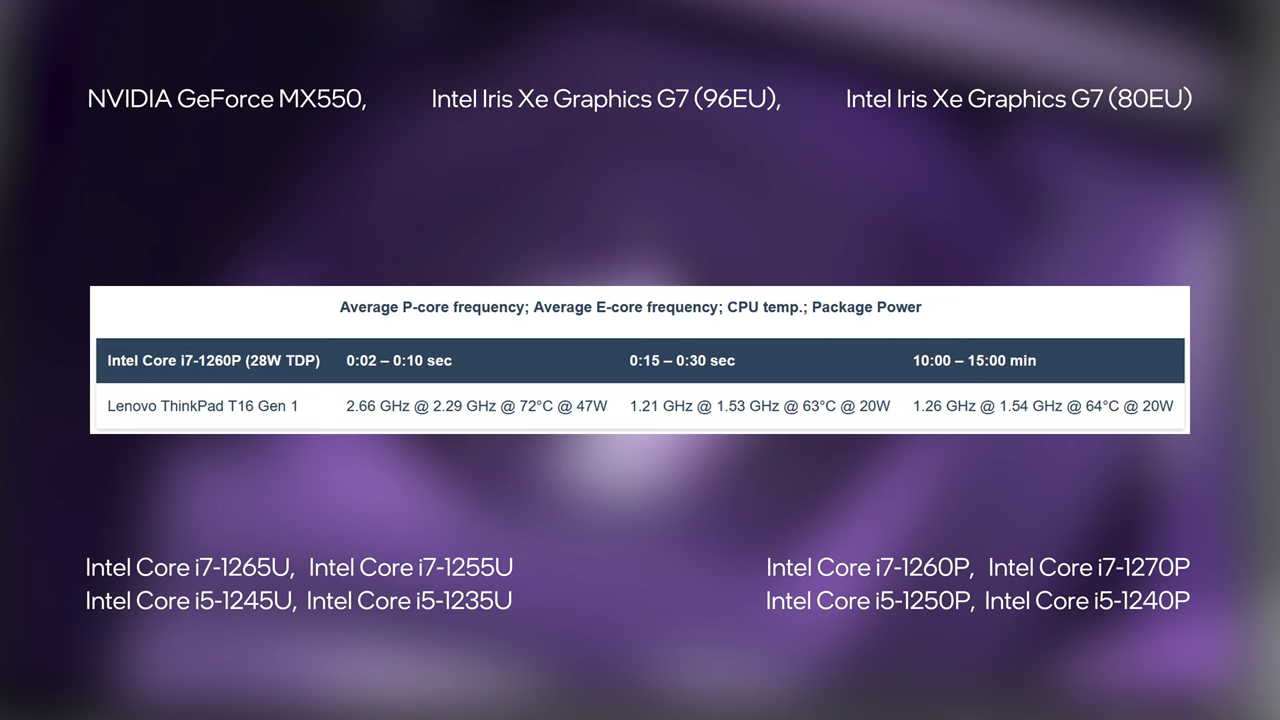 NVIDIA GeForce MX550, Intel Iris Xe Graphics G7 (96EU), Intel Iris Xe Graphics G7 (80EU)
Average P-core frequency; Average E-core frequency; CPU temp.; Package Power
Intel Core i7-1260P (28W TDP) 0:02 – 0:10 sec 0:15 – 0:30 sec 10:00 – 15:00 min
Lenovo ThinkPad T16 Gen 1 2.66 GHz @ 2.29 GHz @ 72°C @ 47W 1.21 GHz @ 1.53 GHz @ 63°C @ 20W 1.26 GHz @ 1.54 GHz @ 64°C @ 20W
Intel Core i7-1265U, Intel Core i7-1255U Intel Core i7-1260P, Intel Core i7-1270P
Intel Core i5-1245U, Intel Core i5-1235U Intel Core i5-1250P, Intel Core i5-1240P